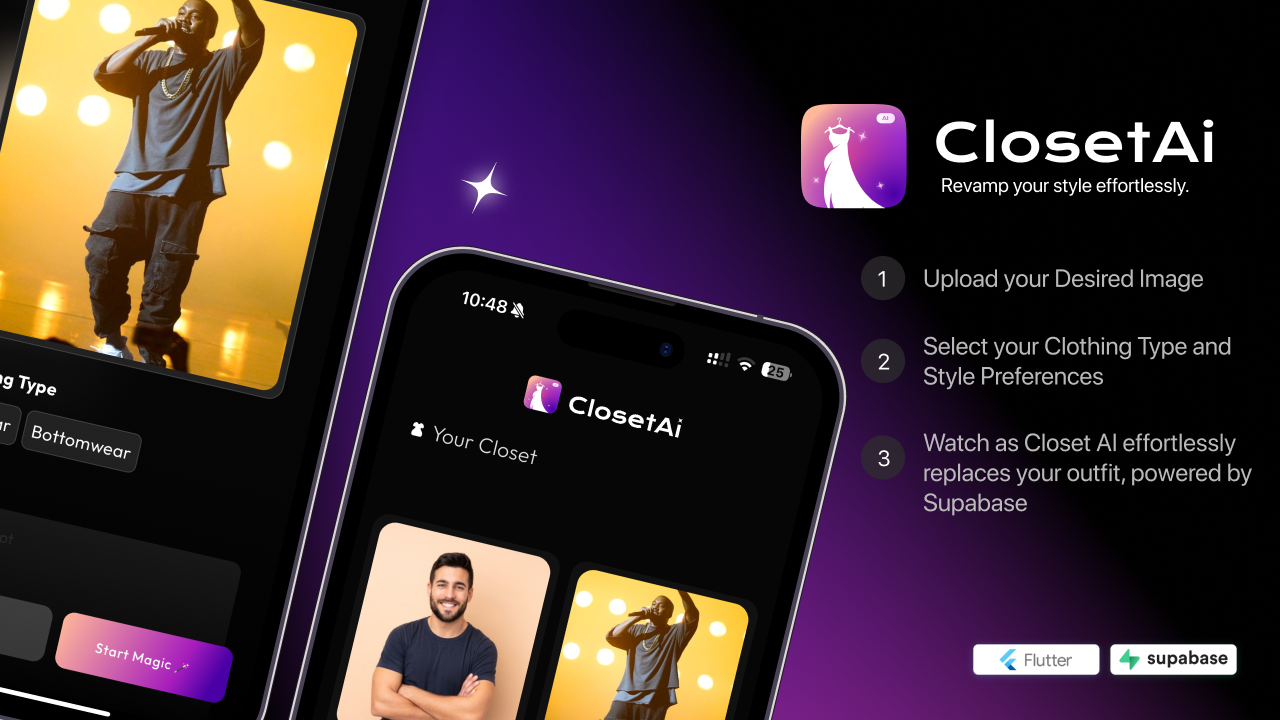 AI
ClosetAi
Revamp your style effortlessly.
1
Upload your Desired Image
2
Select your Clothing Type and
Style Preferences
3
Watch as Closet AI effortlessly
replaces your outfit, powered by
Supabase
Flutter
supabase
10:48
25
ClosetAi
Your Closet
Type
Bottomwear
Start Magic